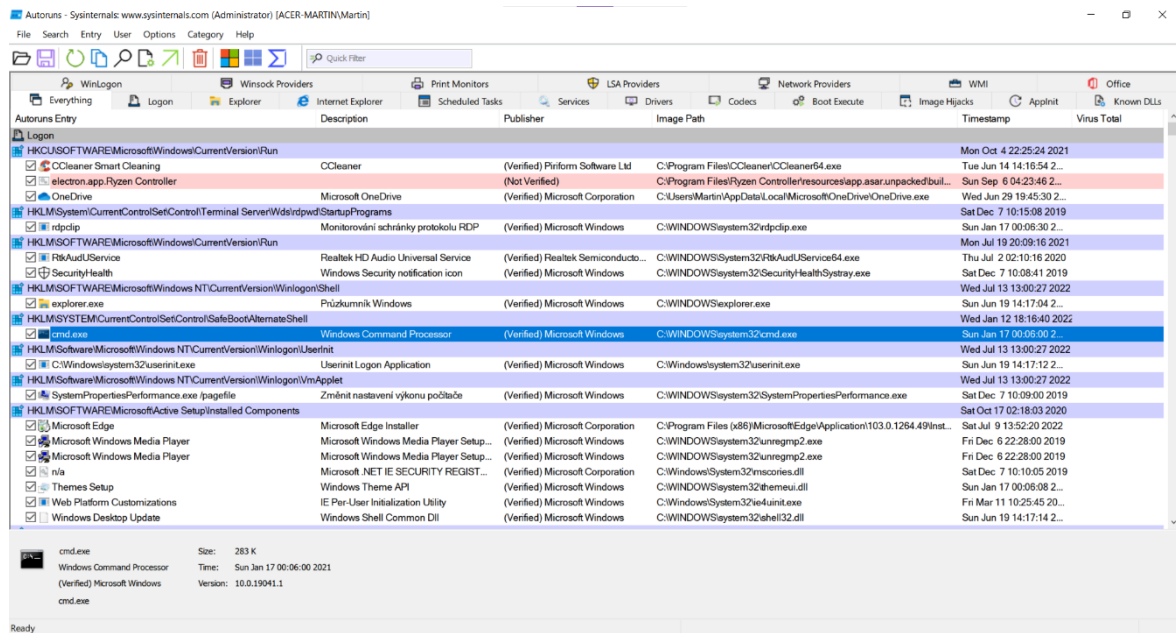 Autoruns - Sysinternals: www.sysinternals.com (Administrator) [ACER-MARTIN\Martin]
File Search Entry User Options Category Help
Quick Filter
WinLogon Winsock Providers Print Monitors LSA Providers Network Providers WMI Office
Everything Logon Explorer Internet Explorer Scheduled Tasks Services Drivers Codecs Boot Execute Image Hijacks AppInit Known DLLs
Autoruns Entry Description Publisher Image Path Timestamp Virus Total
Logon
HKCU\SOFTWARE\Microsoft\Windows\CurrentVersion\Run Mon Oct 4 22:25:24 2021
CCleaner Smart Cleaning CCleaner (Verified) Piriform Software Ltd C:\Program Files\CCleaner\CCleaner64.exe Tue Jun 14 14:16:54 2...
electron.app.Ryzen Controller (Not Verified) C:\Program Files\Ryzen Controller\resources\app.asar.unpacked\buil... Sun Sep 6 04:23:46 2...
OneDrive Microsoft OneDrive (Verified) Microsoft Corporation C:\Users\Martin\AppData\Local\Microsoft\OneDrive\OneDrive.exe Wed Jun 29 19:45:30 2...
HKLM\System\CurrentControlSet\Control\Terminal Server\Wds\rdpwd\StartupPrograms Sat Dec 7 10:15:08 2019
rdpclip Monitorování schránky protokolu RDP (Verified) Microsoft Windows C:\WINDOWS\system32\rdpclip.exe Sun Jan 17 00:06:30 2...
HKLM\SOFTWARE\Microsoft\Windows\CurrentVersion\Run Mon Jul 19 20:09:16 2021
RtkAudUService Realtek HD Audio Universal Service (Verified) Realtek Semiconducto... C:\WINDOWS\System32\RtkAudUService64.exe Thu Jul 2 02:10:16 2020
SecurityHealth Windows Security notification icon (Verified) Microsoft Windows C:\WINDOWS\system32\SecurityHealthSystray.exe Sat Dec 7 10:08:41 2019
HKLM\SOFTWARE\Microsoft\Windows NT\CurrentVersion\Winlogon\Shell Wed Jul 13 13:00:27 2022
explorer.exe Průzkumník Windows (Verified) Microsoft Windows C:\WINDOWS\explorer.exe Sun Jun 19 14:17:04 2...
HKLM\SYSTEM\CurrentControlSet\Control\SafeBoot\AlternateShell Wed Jan 12 18:16:40 2022
cmd.exe Windows Command Processor (Verified) Microsoft Windows C:\WINDOWS\system32\cmd.exe Sun Jan 17 00:06:00 2...
HKLM\Software\Microsoft\Windows NT\CurrentVersion\Winlogon\UserInit Wed Jul 13 13:00:27 2022
C:\Windows\system32\userinit.exe Userinit Logon Application (Verified) Microsoft Windows C:\Windows\system32\userinit.exe Sun Jun 19 14:17:12 2...
HKLM\Software\Microsoft\Windows NT\CurrentVersion\Winlogon\VmApplet Wed Jul 13 13:00:27 2022
SystemPropertiesPerformance.exe /pagefile Změnit nastavení výkonu počítače (Verified) Microsoft Windows C:\WINDOWS\system32\SystemPropertiesPerformance.exe Sat Dec 7 10:09:00 2019
HKLM\SOFTWARE\Microsoft\Active Setup\Installed Components Sat Oct 17 02:18:03 2020
Microsoft Edge Microsoft Edge Installer (Verified) Microsoft Corporation C:\Program Files (x86)\Microsoft\Edge\Application\103.0.1264.49\Inst... Sat Jul 9 13:52:20 2022
Microsoft Windows Media Player Microsoft Windows Media Player Setup... (Verified) Microsoft Windows C:\WINDOWS\system32\unregmp2.exe Fri Dec 6 22:28:00 2019
Microsoft Windows Media Player Microsoft Windows Media Player Setup... (Verified) Microsoft Windows C:\WINDOWS\system32\unregmp2.exe Fri Dec 6 22:28:00 2019
n/a Microsoft .NET IE SECURITY REGIST... (Verified) Microsoft Corporation C:\Windows\System32\mscories.dll Sat Dec 7 10:10:05 2019
Themes Setup Windows Theme API (Verified) Microsoft Windows C:\WINDOWS\system32\themeui.dll Sun Jan 17 00:06:08 2...
Web Platform Customizations IE Per-User Initialization Utility (Verified) Microsoft Windows C:\Windows\System32\ie4uinit.exe Fri Mar 11 10:25:45 20...
Windows Desktop Update Windows Shell Common Dll (Verified) Microsoft Windows C:\WINDOWS\system32\shell32.dll Sun Jun 19 14:17:14 2...
cmd.exe Size: 283 K
Windows Command Processor Time: Sun Jan 17 00:06:00 2021
(Verified) Microsoft Windows Version: 10.0.19041.1
cmd.exe
Ready